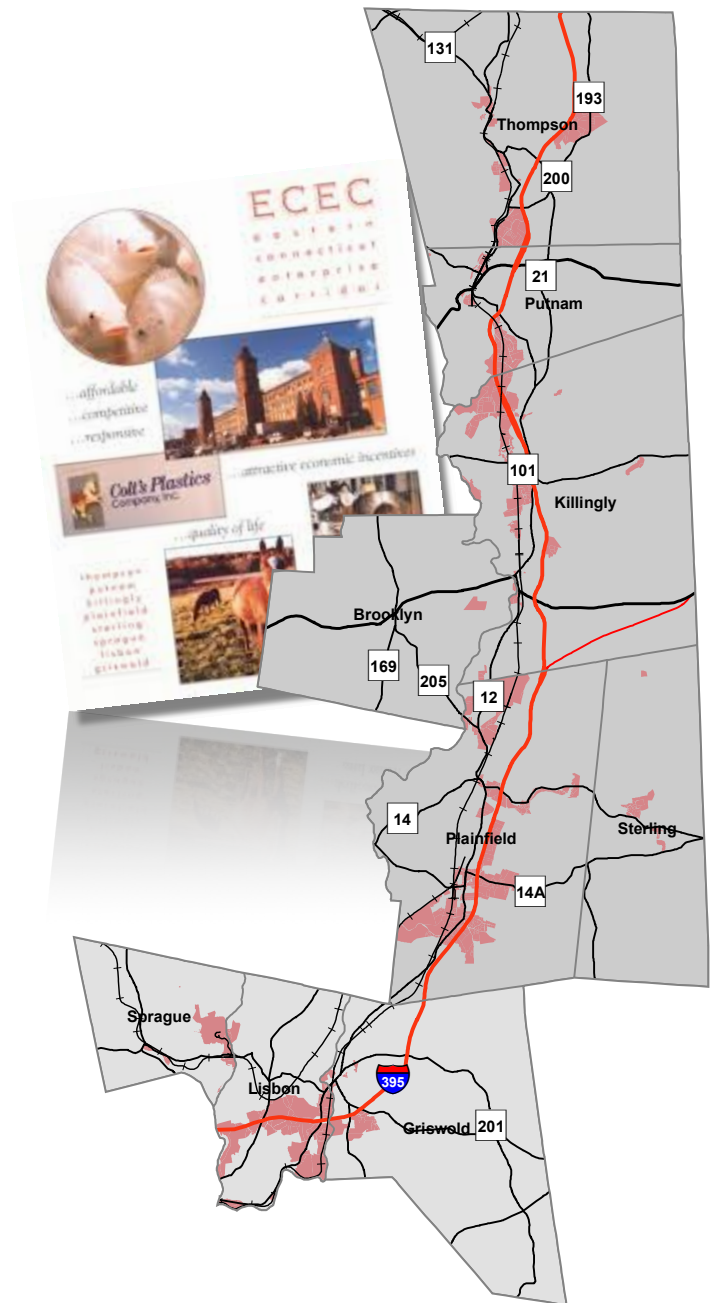 131
193
Thompson
200
21
Putnam
101
Killingly
Brooklyn
169
205
12
14
Plainfield
Sterling
14A
Sprague
Lisbon
395
Griswold
201
ECEC
eastern
connecticut
enterprise
corridor
...affordable
...competitive
...responsive
...attractive economic incentives
Colt's Plastics
Company, Inc.
...quality of life
thompson
putnam
killingly
plainfield
sterling
sprague
lisbon
griswold